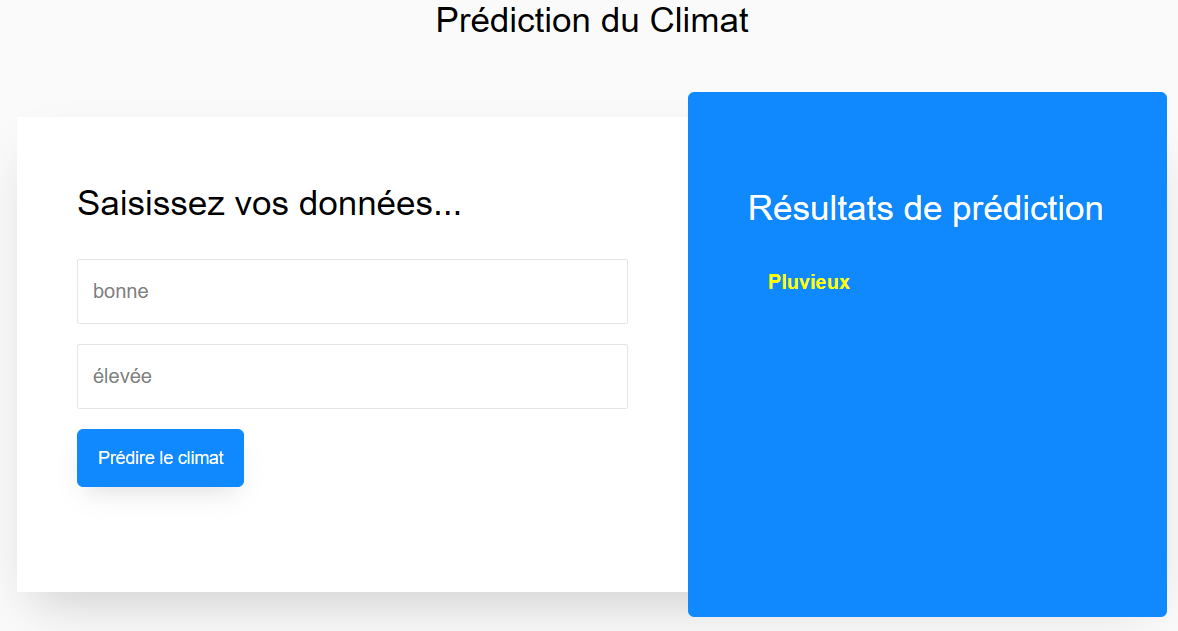 Prédiction du Climat
Saisissez vos données...
bonne
élevée
Prédire le climat
Résultats de prédiction
Pluvieux